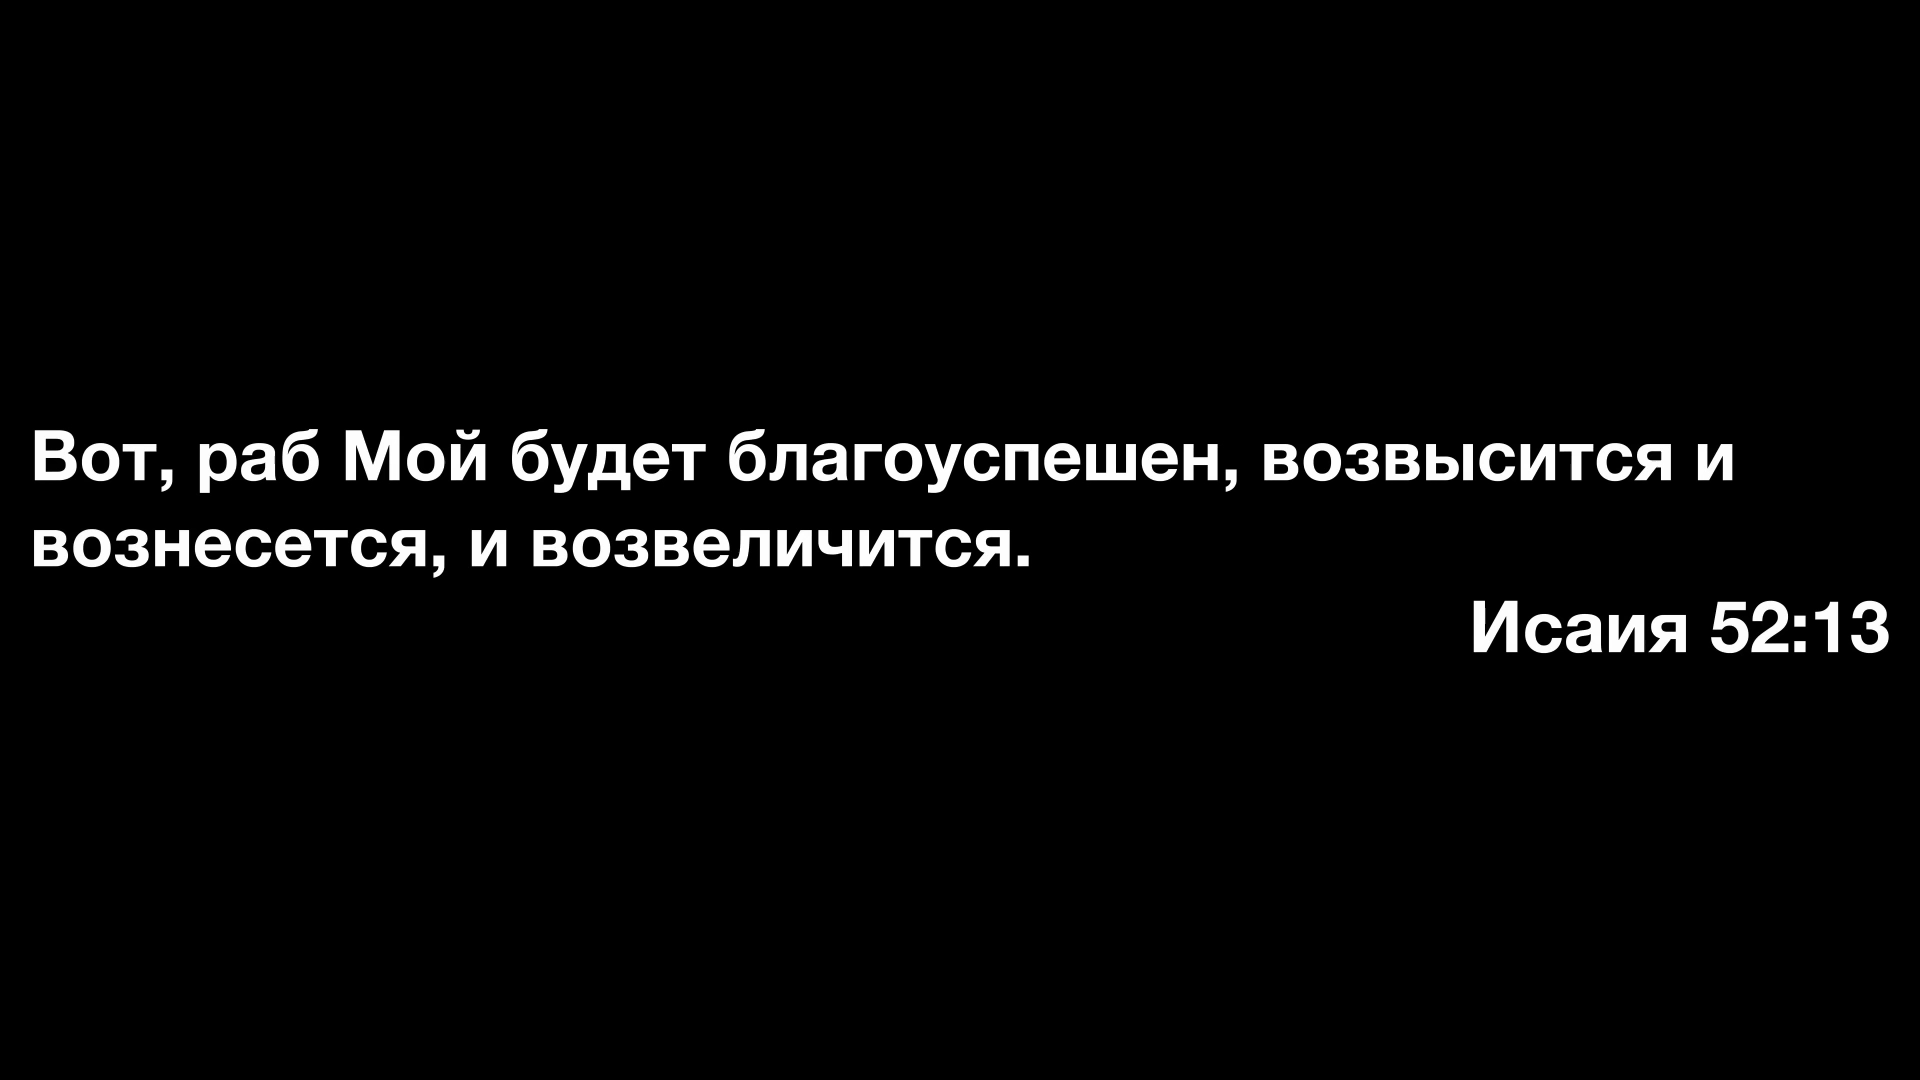 Вот, раб Мой будет благоуспешен, возвысится и
вознесется, и возвеличится.
Исаия 52:13